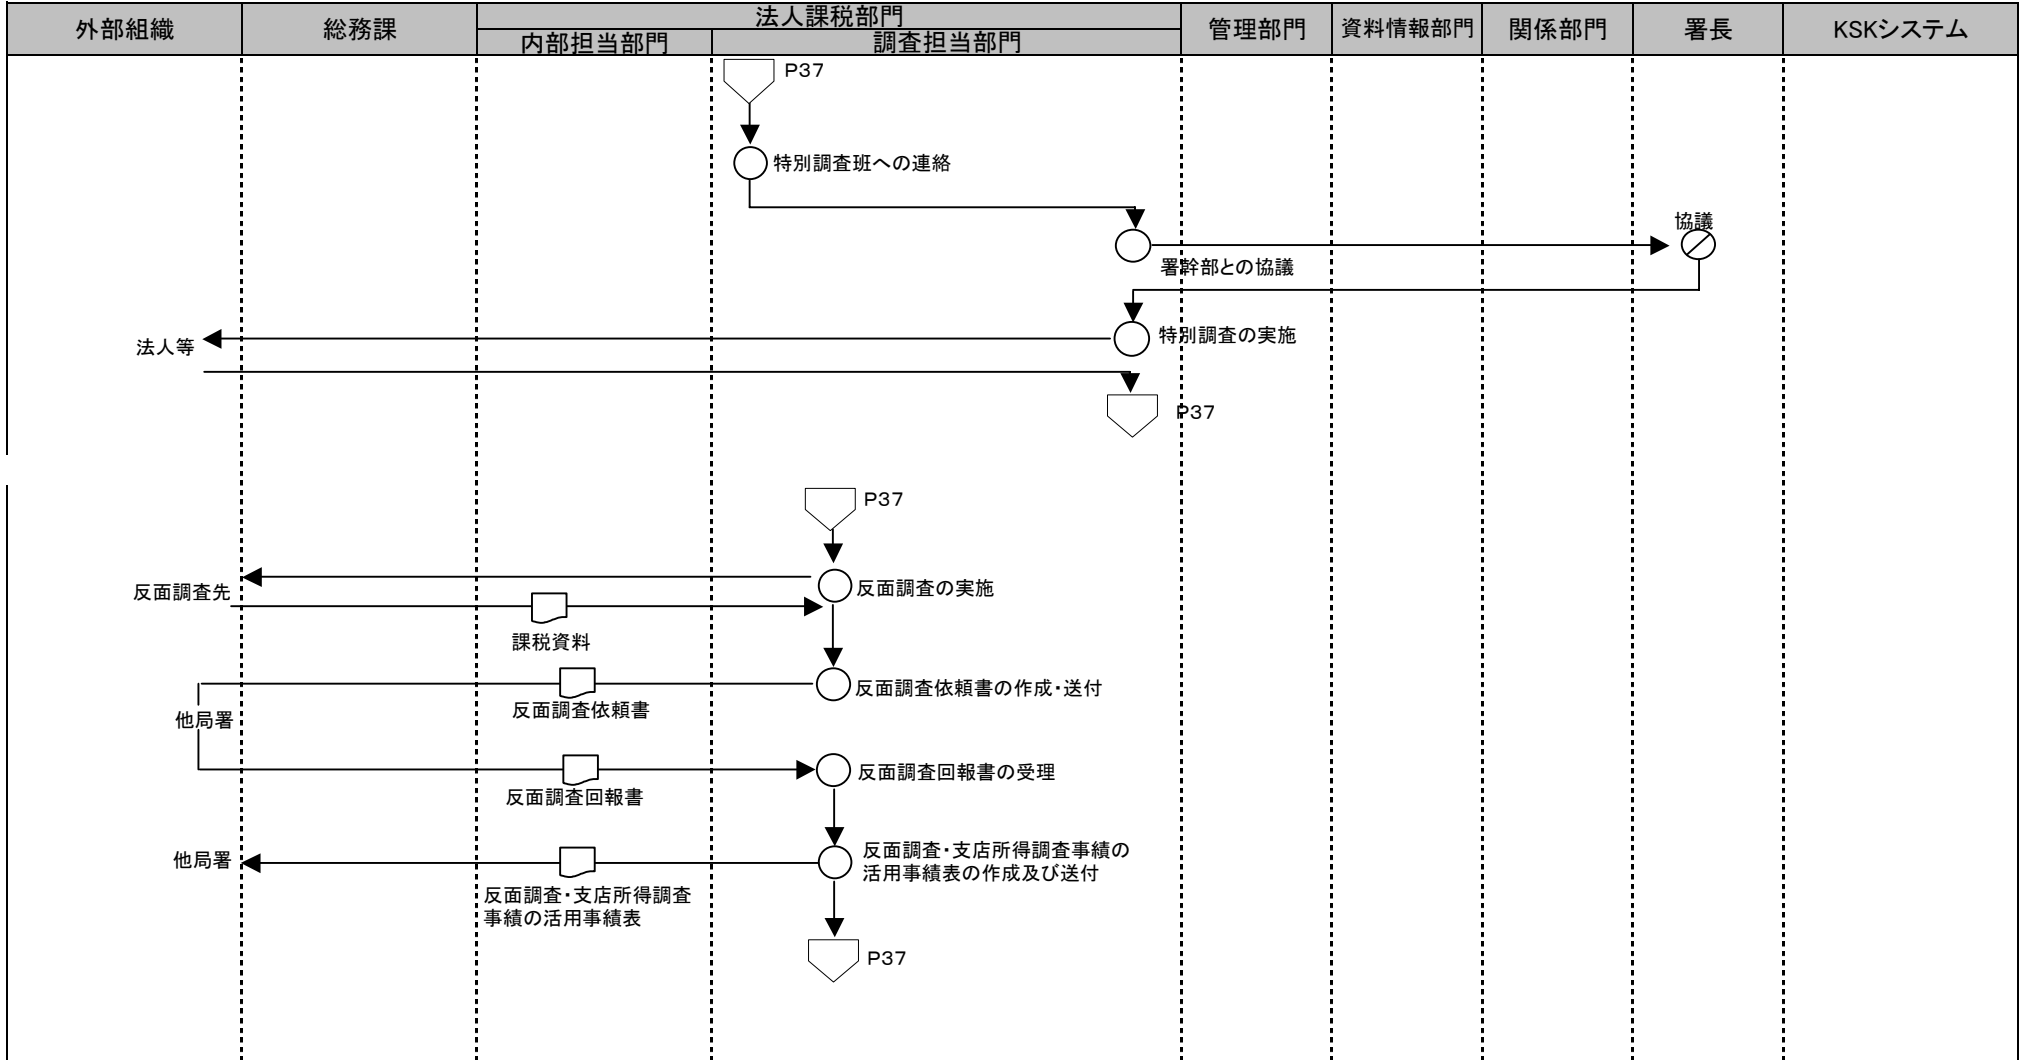 外部組織
総務課
法人課税部門
内部担当部門
調査担当部門
管理部門
資料情報部門
関係部門
署長
KSKシステム
P37
特別調査班への連絡
協議
署幹部との協議
特別調査の実施
法人等
P37
P37
反面調査先
反面調査の実施
課税資料
反面調査依頼書の作成・送付
反面調査依頼書
他局署
反面調査回報書の受理
反面調査回報書
他局署
反面調査・支店所得調査事績の
活用事績表の作成及び送付
反面調査・支店所得調査
事績の活用事績表
P37